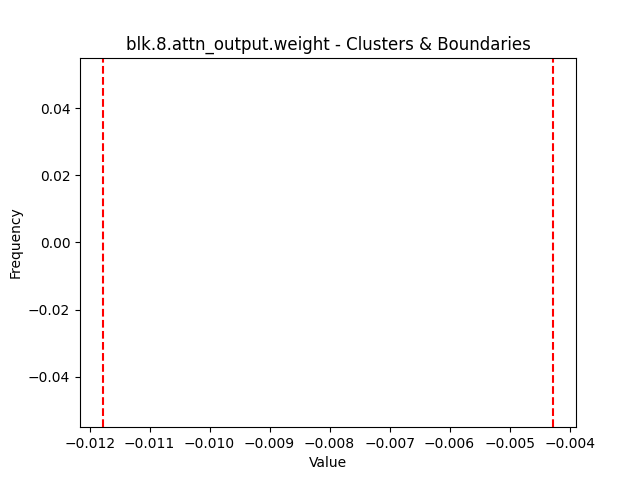 blk.8.attn_output.weight - Clusters & Boundaries
Frequency
0.04
0.02
0.00
−0.02
−0.04
−0.012 −0.011 −0.010 −0.009 −0.008 −0.007 −0.006 −0.005 −0.004
Value